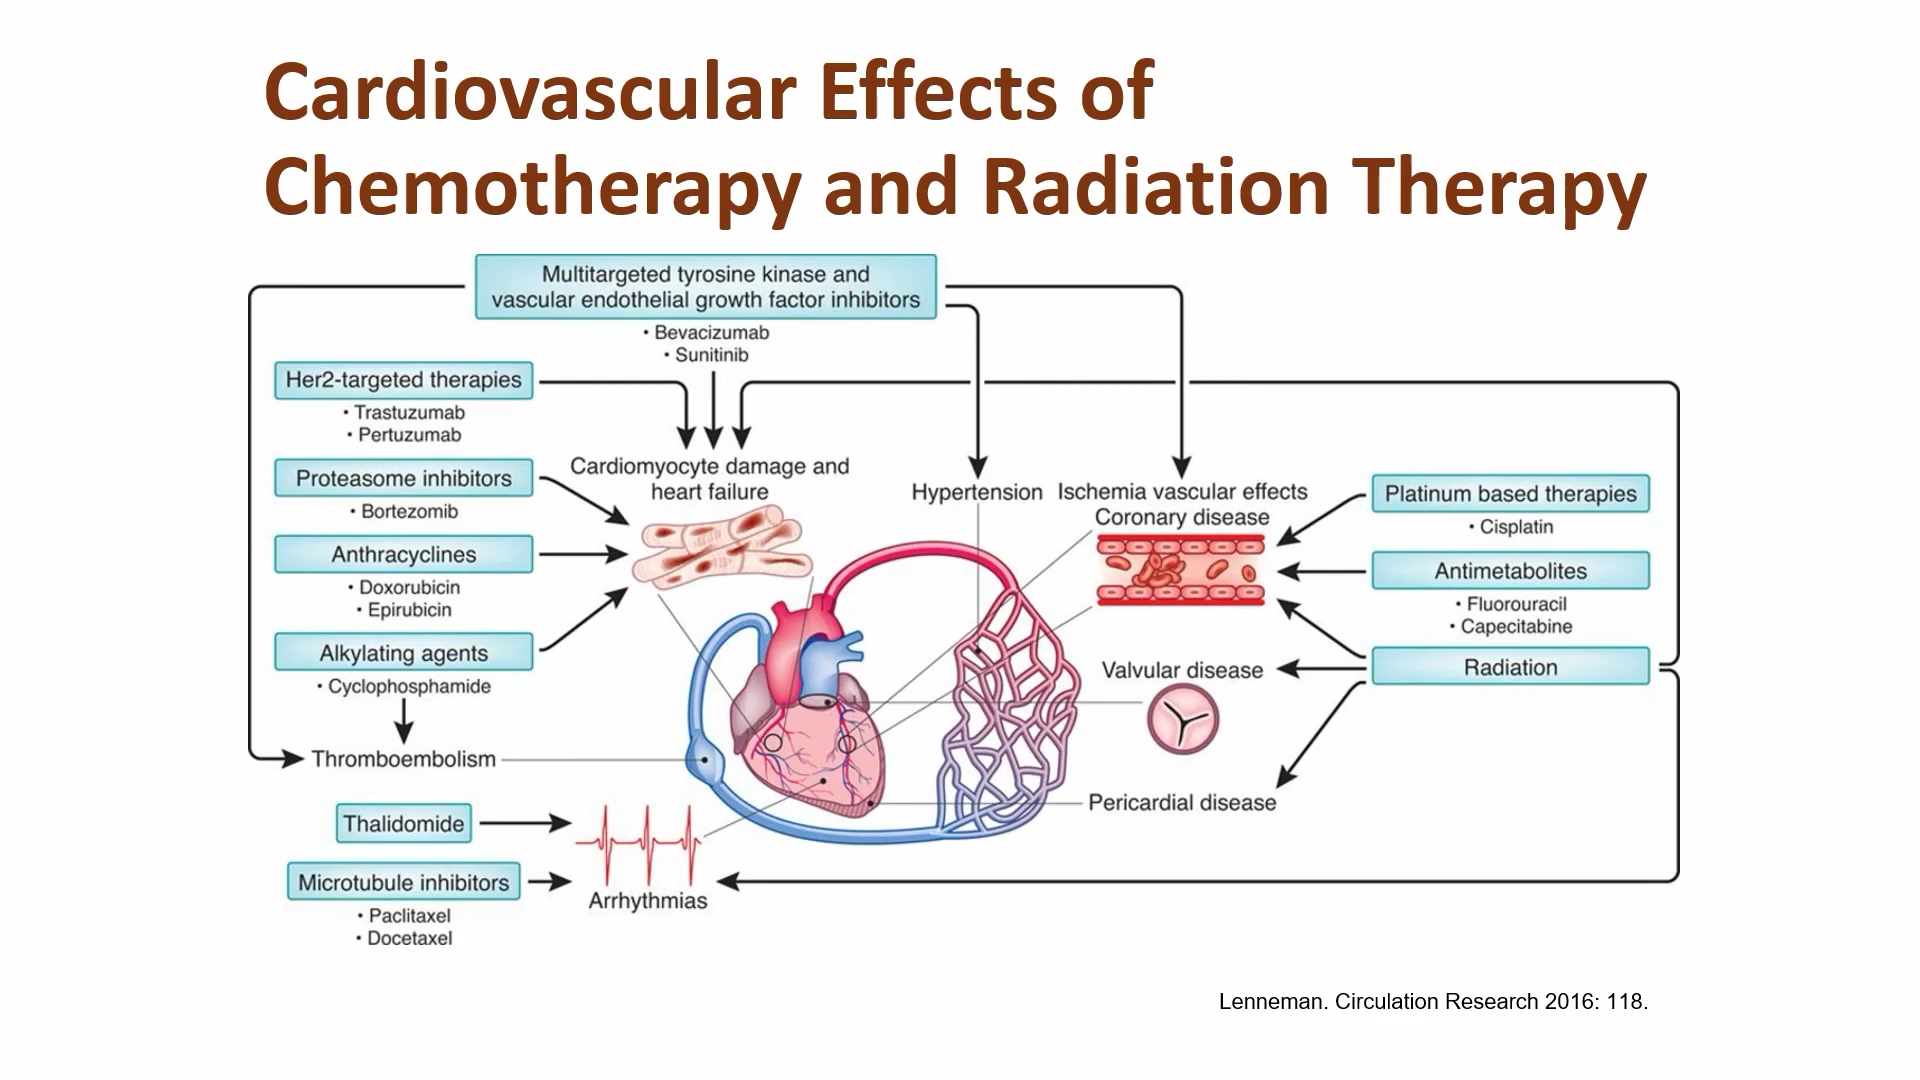 Cardiovascular Effects of
Chemotherapy and Radiation Therapy
Multitargeted tyrosine kinase and
vascular endothelial growth factor inhibitors
• Bevacizumab
• Sunitinib
Her2-targeted therapies
• Trastuzumab
• Pertuzumab
Proteasome inhibitors
• Bortezomib
Anthracyclines
• Doxorubicin
• Epirubicin
Alkylating agents
• Cyclophosphamide
Thromboembolism
Thalidomide
Microtubule inhibitors
• Paclitaxel
• Docetaxel
Cardiomyocyte damage and
heart failure
Arrhythmias
Hypertension
Ischemia vascular effects
Coronary disease
Valvular disease
Pericardial disease
Platinum based therapies
• Cisplatin
Antimetabolites
• Fluorouracil
• Capecitabine
Radiation
Lenneman. Circulation Research 2016: 118.